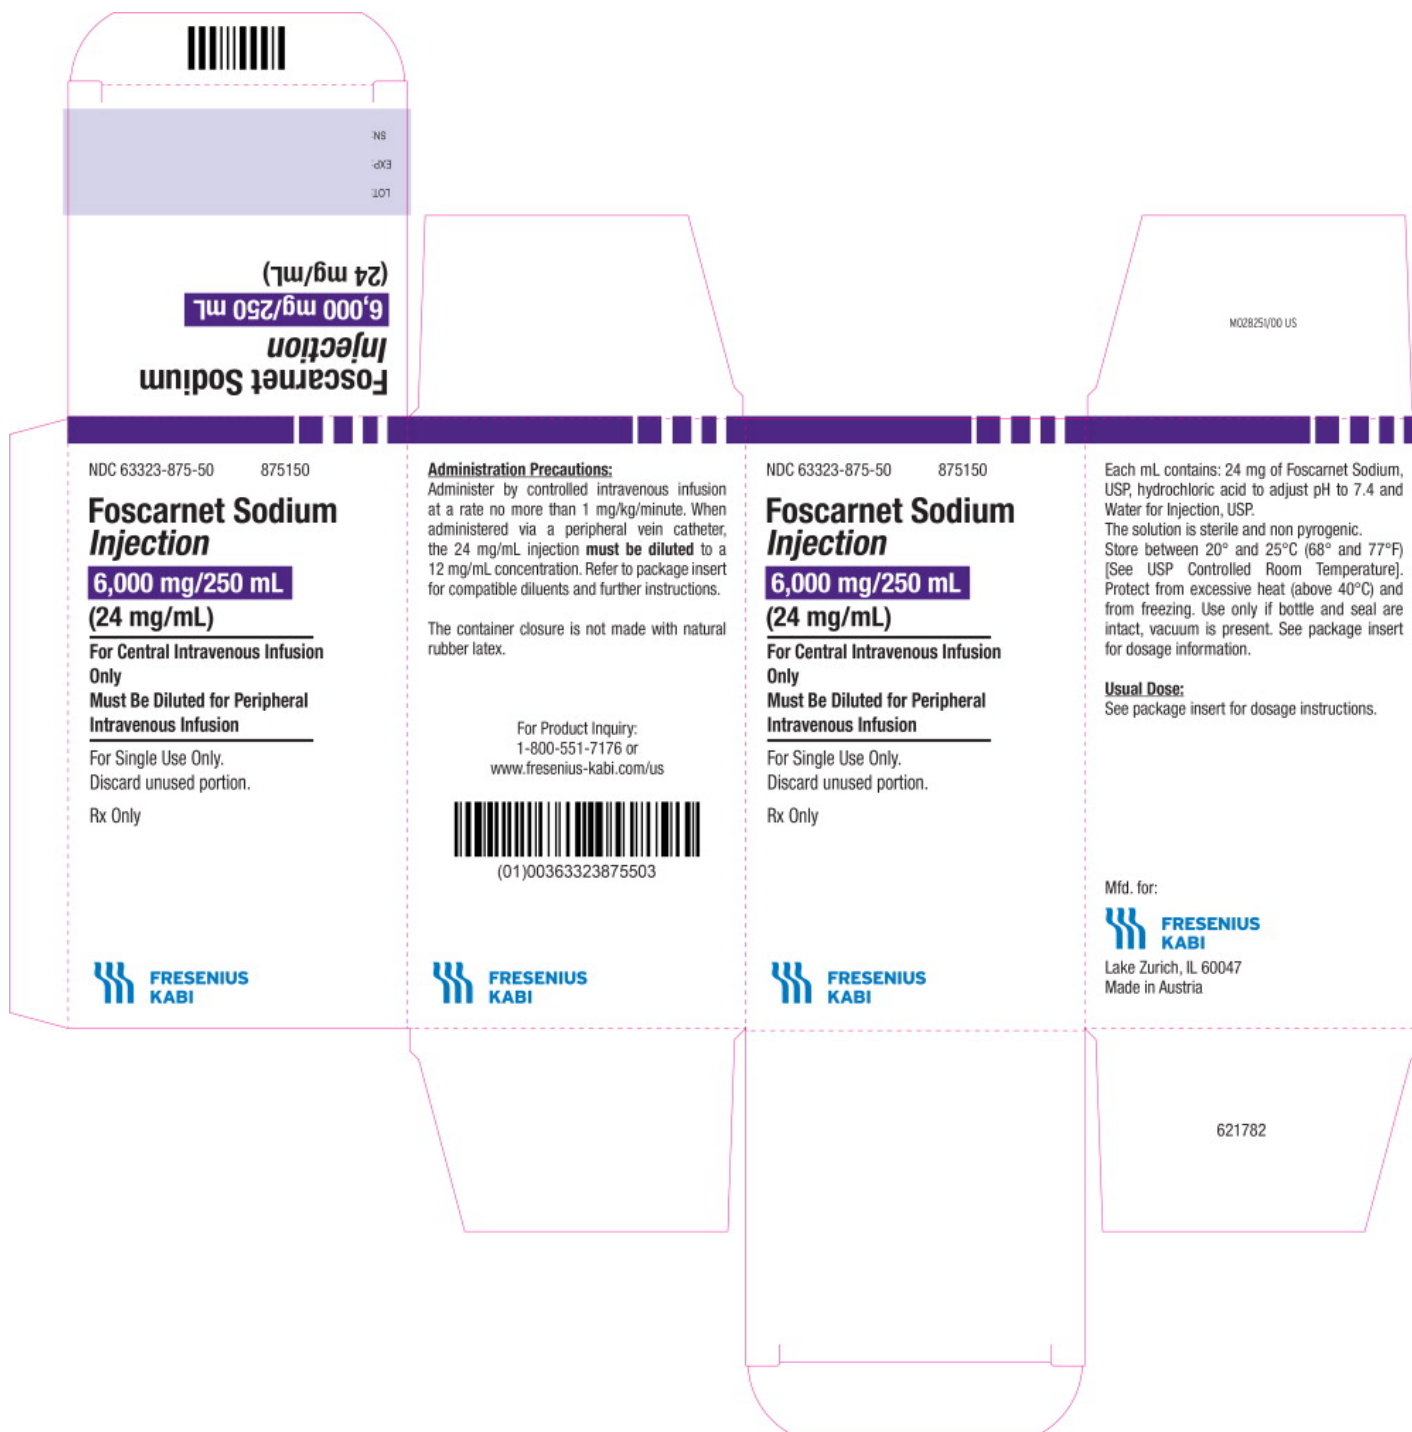 SN:
EXP:
LOT:
(24 mg/mL)
6,000 mg/250 mL
Injection
Foscarnet Sodium
M028251/00 US
NDC 63323-875-50 875150
Foscarnet Sodium
Injection
6,000 mg/250 mL
(24 mg/mL)
For Central Intravenous Infusion
Only
Must Be Diluted for Peripheral
Intravenous Infusion
For Single Use Only.
Discard unused portion.
Rx Only
FRESENIUS
KABI
Administration Precautions:
Administer by controlled intravenous infusion
at a rate no more than 1 mg/kg/minute. When
administered via a peripheral vein catheter,
the 24 mg/mL injection must be diluted to a
12 mg/mL concentration. Refer to package insert
for compatible diluents and further instructions.
The container closure is not made with natural
rubber latex.
For Product Inquiry:
1-800-551-7176 or
www.fresenius-kabi.com/us
(01)00363323875503
FRESENIUS
KABI
NDC 63323-875-50 875150
Foscarnet Sodium
Injection
6,000 mg/250 mL
(24 mg/mL)
For Central Intravenous Infusion
Only
Must Be Diluted for Peripheral
Intravenous Infusion
For Single Use Only.
Discard unused portion.
Rx Only
FRESENIUS
KABI
Each mL contains: 24 mg of Foscarnet Sodium,
USP, hydrochloric acid to adjust pH to 7.4 and
Water for Injection, USP.
The solution is sterile and non pyrogenic.
Store between 20° and 25°C (68° and 77°F)
[See USP Controlled Room Temperature].
Protect from excessive heat (above 40°C) and
from freezing. Use only if bottle and seal are
intact, vacuum is present. See package insert
for dosage information.
Usual Dose:
See package insert for dosage instructions.
Mfd. for:
FRESENIUS
KABI
Lake Zurich, IL 60047
Made in Austria
621782